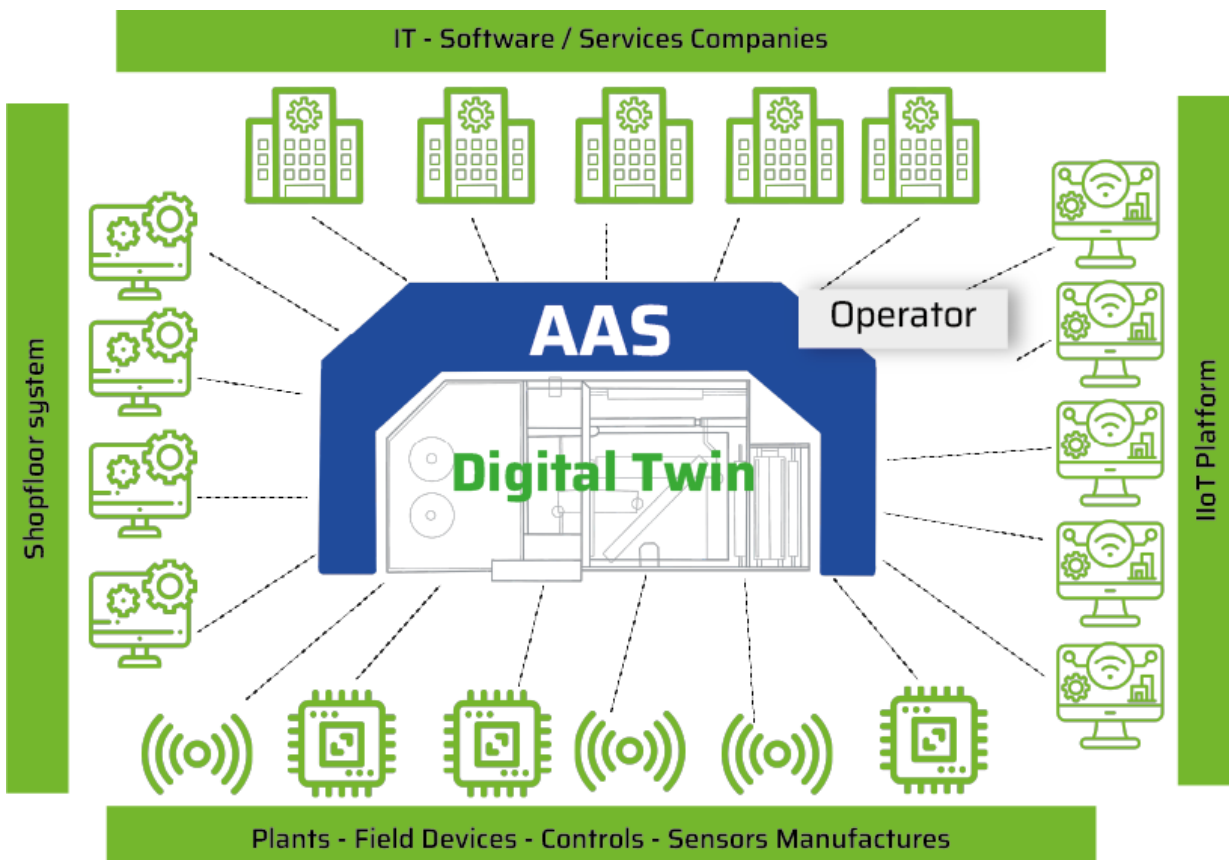 IT - Software / Services Companies
Shopfloor system
AAS
Operator
Digital Twin
IIoT Platform
Plants - Field Devices - Controls - Sensors Manufactures